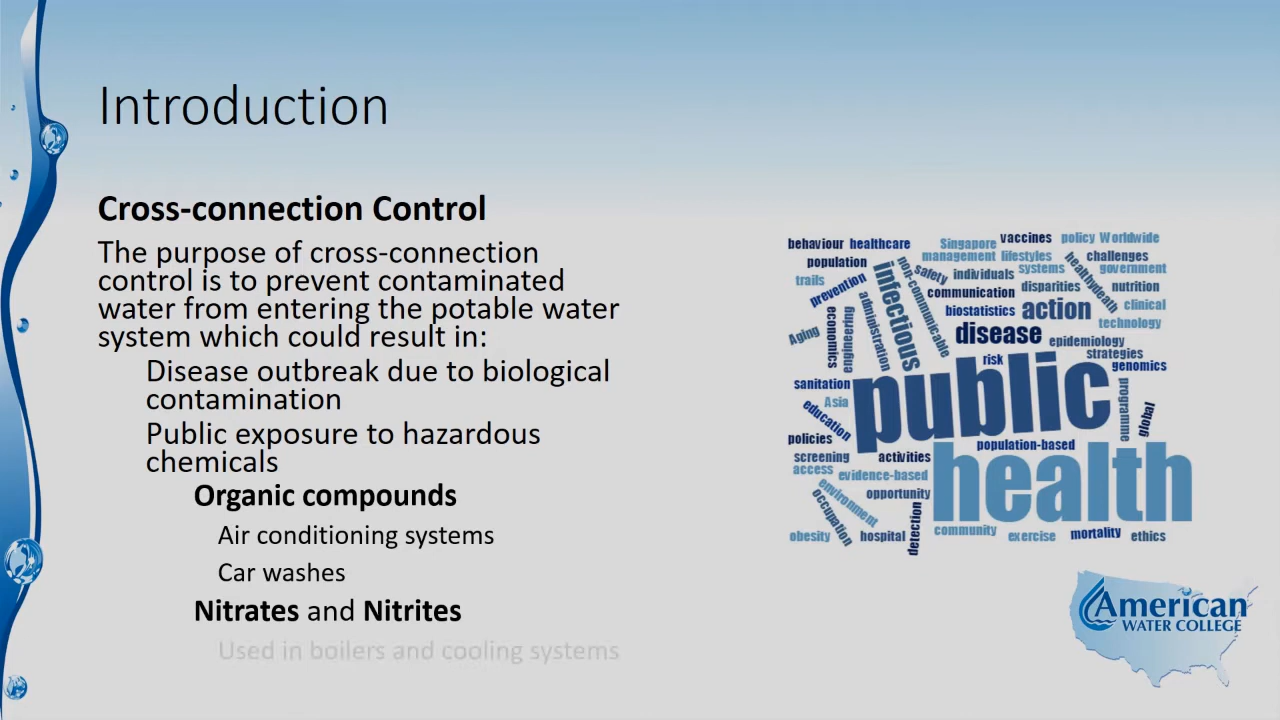 Introduction
Cross-connection Control
The purpose of cross-connection
control is to prevent contaminated
water from entering the potable water
system which could result in:
Disease outbreak due to biological
contamination
Public exposure to hazardous
chemicals
Organic compounds
Air conditioning systems
Car washes
Nitrates and Nitrites
Used in boilers and cooling systems
behaviour healthcare
Singapore
vaccines
policy Worldwide
population
management lifestyles
challenges
trails
prevention
infectious
non-communicable
safety
individuals
systems
healthy
death
government
communication
disparities
nutrition
administration
biostatistics
action
clinical
technology
Aging
economics
engineering
disease
epidemiology
strategies
risk
genomics
sanitation
public
programme
global
Asia
education
policies
population-based
screening
activities
health
access
evidence-based
environment
opportunity
occupation
detection
community
exercise
mortality
ethics
obesity
hospital
American
WATER COLLEGE